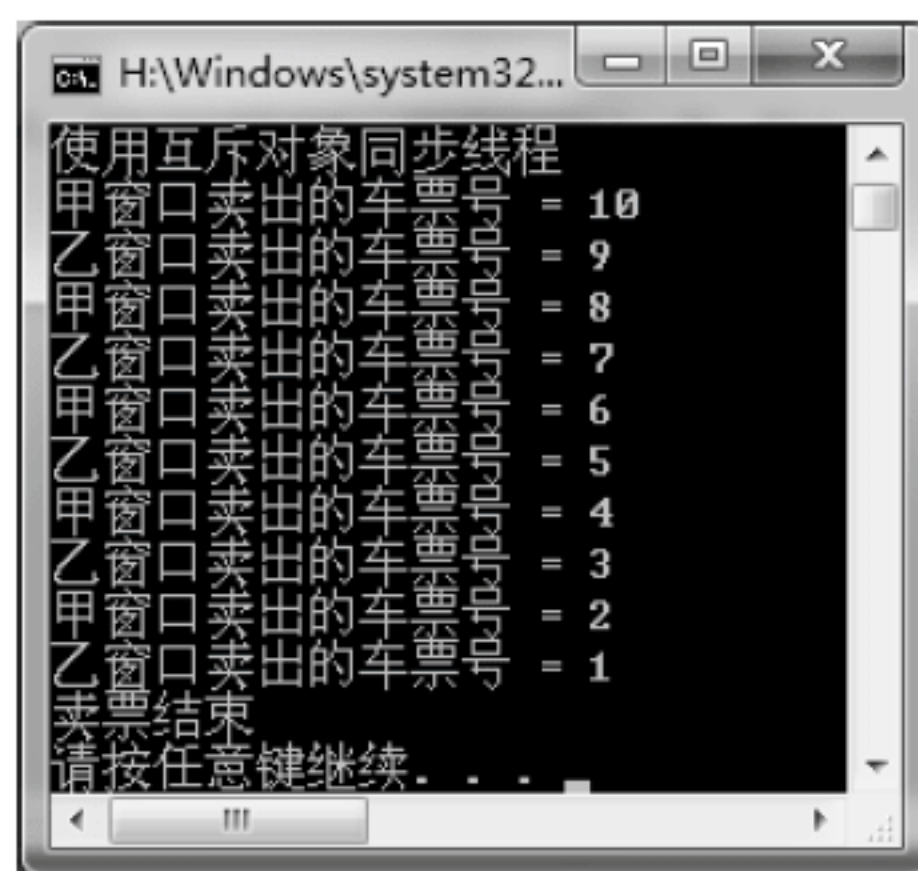 H:\Windows\system32...
使用互斥对象同步线程
甲窗口卖出的车票号 = 10
乙窗口卖出的车票号 = 9
甲窗口卖出的车票号 = 8
乙窗口卖出的车票号 = 7
甲窗口卖出的车票号 = 6
乙窗口卖出的车票号 = 5
甲窗口卖出的车票号 = 4
乙窗口卖出的车票号 = 3
甲窗口卖出的车票号 = 2
乙窗口卖出的车票号 = 1
卖票结束
请按任意键继续. . .